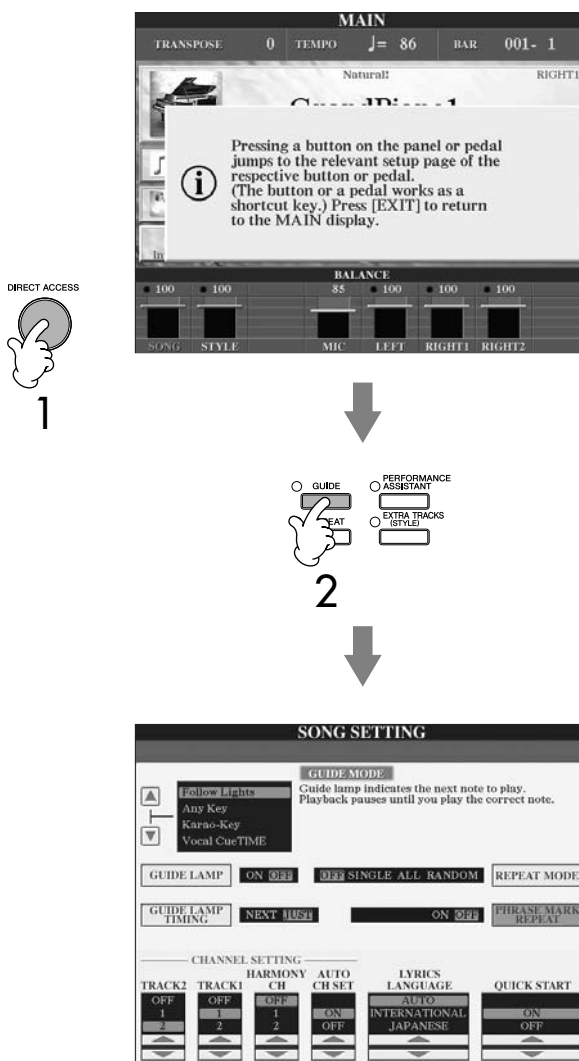 MAIN
TRANSPOSE 0 TEMPO ♩= 86 BAR 001- 1
Natural! RIGHT1
GrandPiano1
Pressing a button on the panel or pedal
jumps to the relevant setup page of the
respective button or pedal.
(The button or a pedal works as a
shortcut key.) Press [EXIT] to return
to the MAIN display.
In
BALANCE
100 100 85 100 100 100
SONG STYLE MIC LEFT RIGHT1 RIGHT2
DIRECT ACCESS
1
GUIDE PERFORMANCE ASSISTANT
EAT EXTRA TRACKS (STYLE)
2
SONG SETTING
GUIDE MODE
Guide lamp indicates the next note to play.
Playback pauses until you play the correct note.
Follow Lights
Any Key
Karao-Key
Vocal CueTIME
GUIDE LAMP ON OFF OFF SINGLE ALL RANDOM REPEAT MODE
GUIDE LAMP TIMING NEXT JUST ON OFF PHRASE MARK REPEAT
CHANNEL SETTING
TRACK2 TRACK1 HARMONY CH AUTO CH SET LYRICS LANGUAGE QUICK START
OFF OFF OFF AUTO
1 1 1 ON INTERNATIONAL ON
2 2 2 OFF JAPANESE OFF